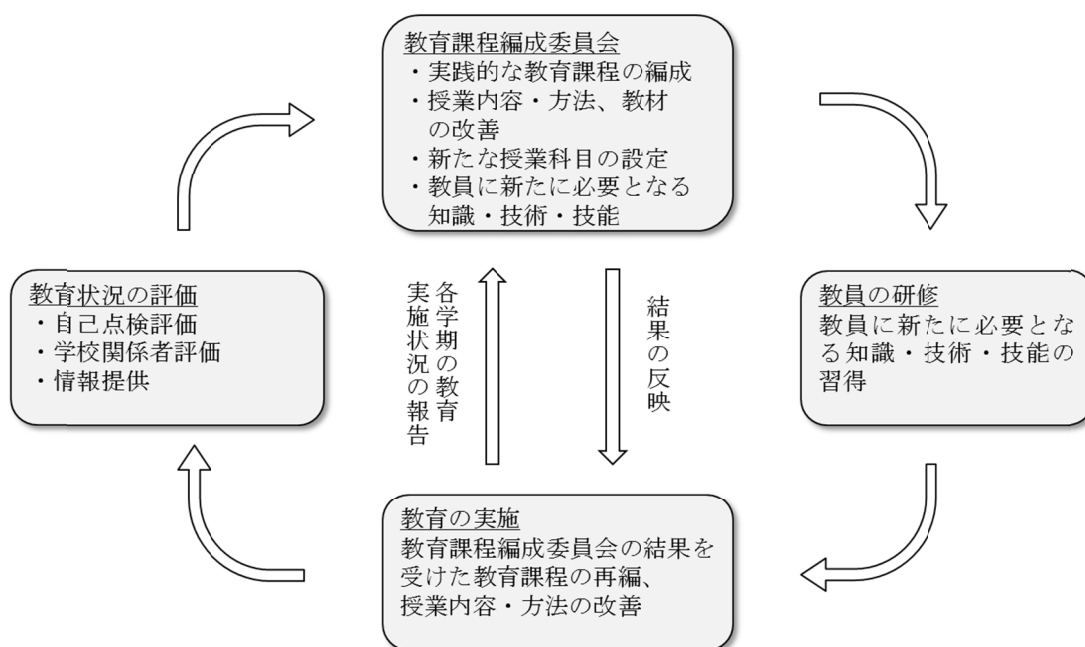 教育課程編成委員会
・実践的な教育課程の編成
・授業内容・方法、教材
の改善
・新たな授業科目の設定
・教員に新たに必要となる
知識・技術・技能
教育状況の評価
・自己点検評価
・学校関係者評価
・情報提供
各学期の教育
実施状況の報告
結果の反映
教員の研修
教員に新たに必要とな
る知識・技術・技能の
習得
教育の実施
教育課程編成委員会の結果を
受けた教育課程の再編、
授業内容・方法の改善